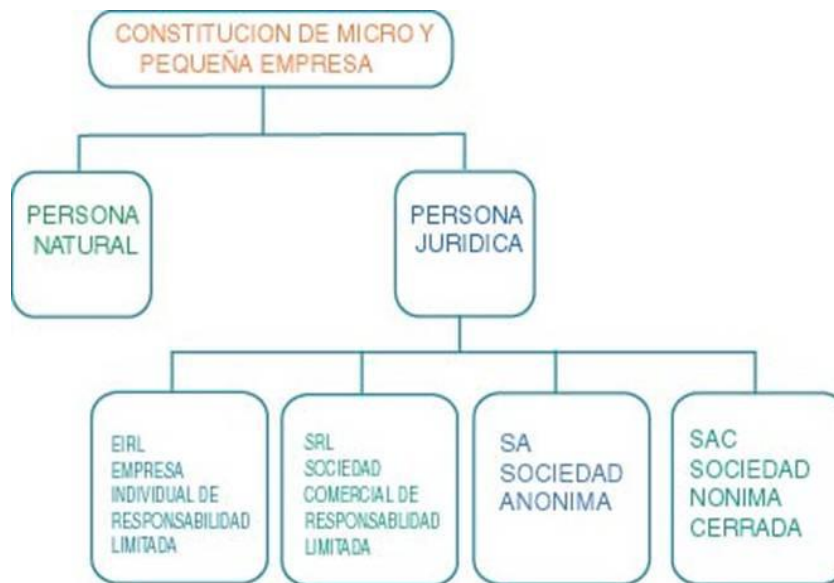 CONSTITUCION DE MICRO Y
PEQUEÑA EMPRESA
PERSONA
NATURAL
PERSONA
JURIDICA
EIRL
EMPRESA
INDIVIDUAL DE
RESPONSABILIDAD
LIMITADA
SRL
SOCIEDAD
COMERCIAL DE
RESPONSABLIDAD
LIMITADA
SA
SOCIEDAD
ANONIMA
SAC
SOCIEDAD
NONIMA
CERRADA